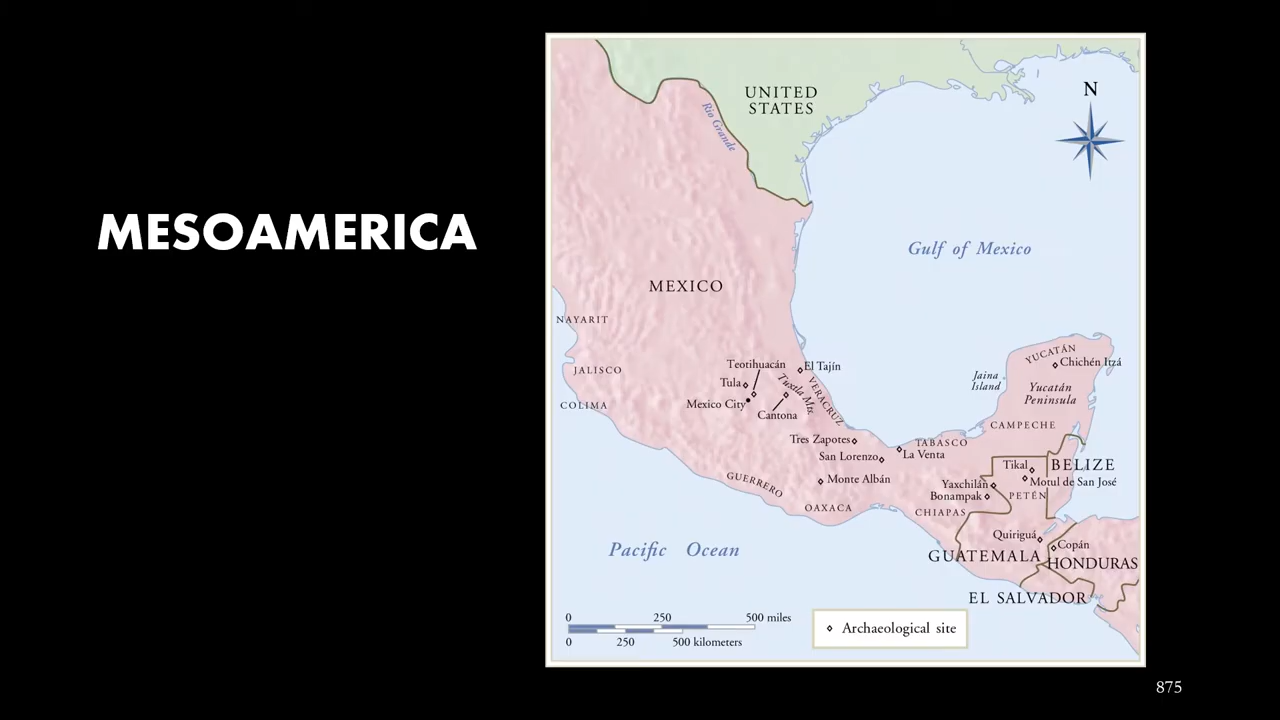 MESOAMERICA
UNITED
STATES
N
Rio Grande
Gulf of Mexico
MEXICO
NAYARIT
JALISCO
COLIMA
Teotihuacán
El Tajín
Tula
Tuxtla Mts.
VERACRUZ
Mexico City
Cantona
YUCATÁN
Chichén Itzá
Jaina
Island
Yucatán
Peninsula
CAMPECHE
Tres Zapotes
TABASCO
San Lorenzo
La Venta
Tikal
BELIZE
GUERRERO
Monte Albán
Yaxchilán
Motul de San José
Bonampak
PETÉN
OAXACA
CHIAPAS
Quiriguá
Copán
Pacific Ocean
GUATEMALA
HONDURAS
EL SALVADOR
0 250 500 miles
0 250 500 kilometers
Archaeological site
875